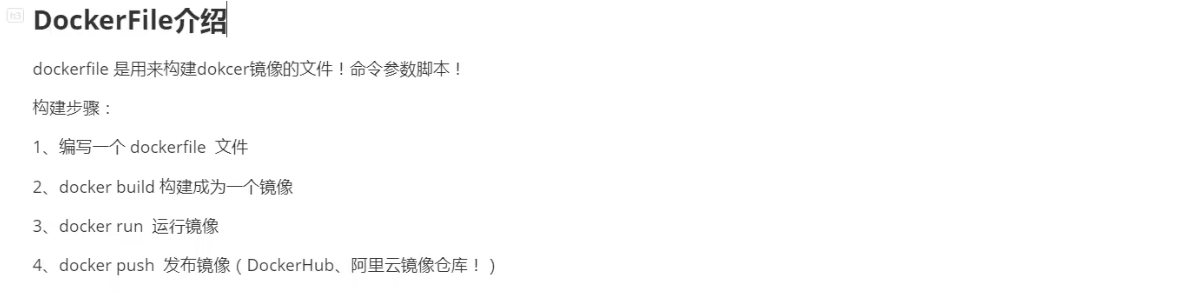 h3
DockerFile介绍
dockerfile 是用来构建dokcer镜像的文件！命令参数脚本！
构建步骤：
1、编写一个 dockerfile 文件
2、docker build 构建成为一个镜像
3、docker run 运行镜像
4、docker push 发布镜像（DockerHub、阿里云镜像仓库！）